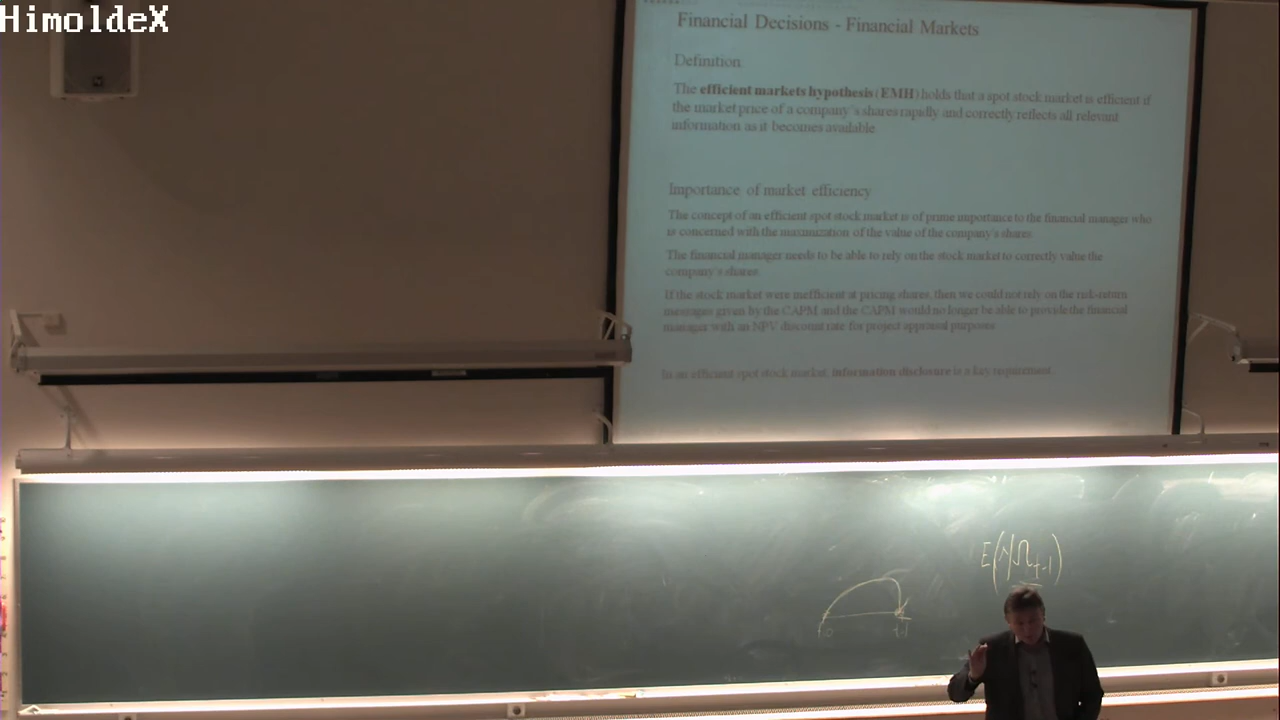 HimoldeX
Financial Decisions - Financial Markets
Definition
The efficient markets hypothesis (EMH) holds that a spot stock market is efficient if
the market price of a company's shares rapidly and correctly reflects all relevant
information as it becomes available
Importance of market efficiency
The concept of an efficient spot stock market is of prime importance to the financial manager who
is concerned with the maximization of the value of the company's shares
The financial manager needs to be able to rely on the stock market to correctly value the
company's shares
If the stock market were inefficient at pricing shares, then we could not rely on the risk-return
messages given by the CAPM and the CAPM would no longer be able to provide the financial
manager with an NPV discount rate for project appraisal purposes
In an efficient spot stock market, information disclosure is a key requirement